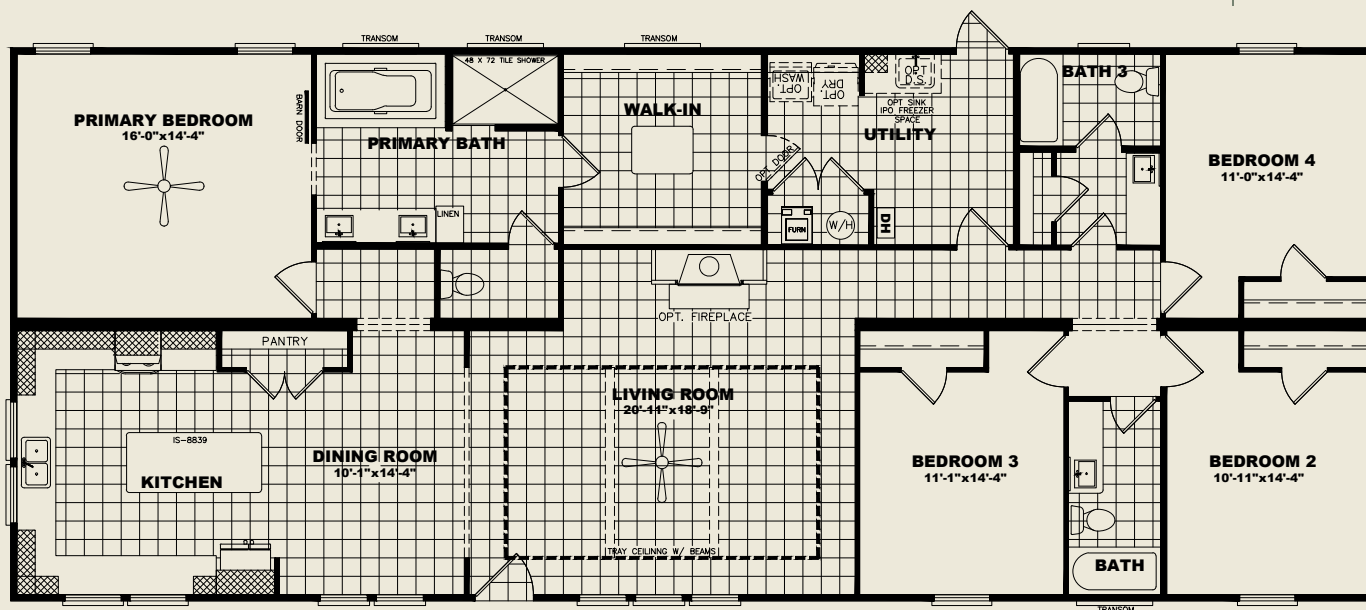 TRANSOM
TRANSOM
TRANSOM
48 X 72 TILE SHOWER
BARN DOOR
PRIMARY BEDROOM
16'-0"x14'-4"
PRIMARY BATH
LINEN
WALK-IN
OPT. WASH
OPT. DRY
OPT. D.S.
OPT SINK
IPO FREEZER
SPACE
UTILITY
OPT DOOR
FURN
W/H
DH
BATH 3
BEDROOM 4
11'-0"x14'-4"
OPT. FIREPLACE
PANTRY
IS-8839
KITCHEN
DINING ROOM
10'-1"x14'-4"
LIVING ROOM
20'-11"x18'-9"
TRAY CEILINNG W/ BEAMS
BEDROOM 3
11'-1"x14'-4"
BEDROOM 2
10'-11"x14'-4"
BATH
TRANSOM